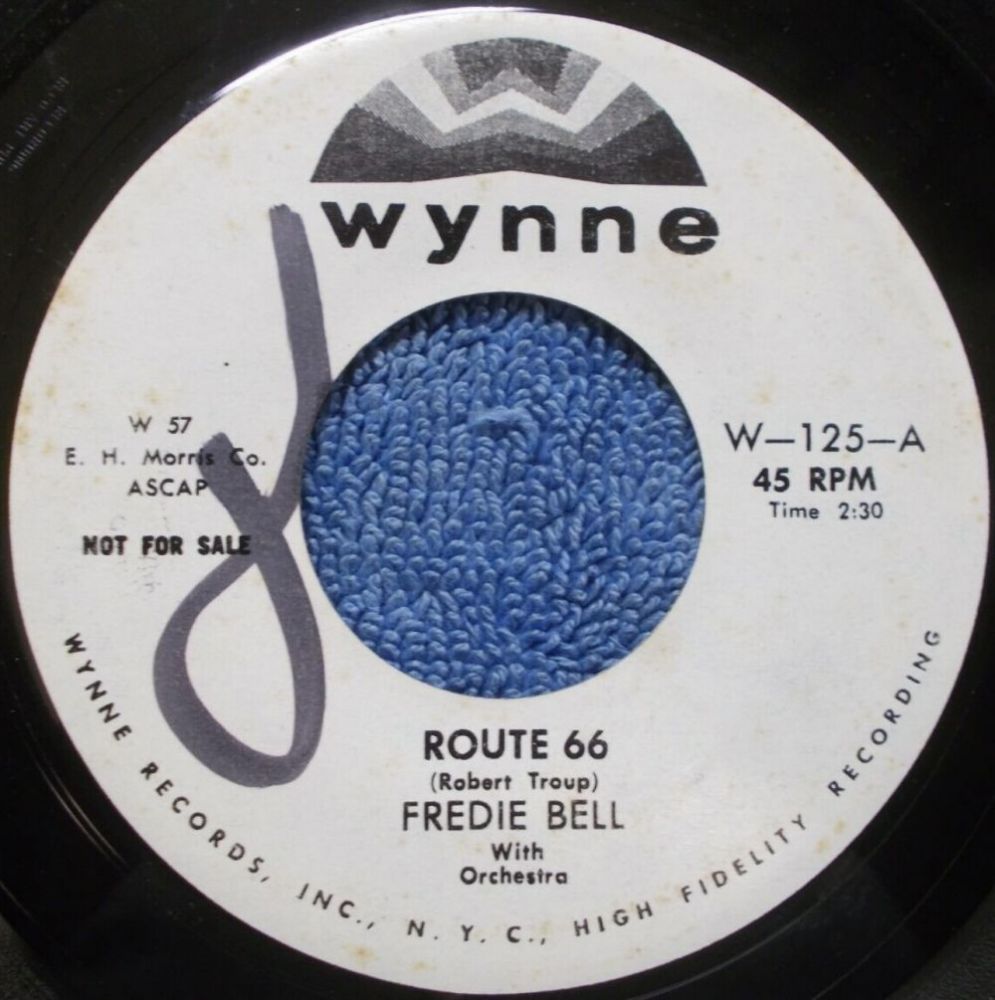 wynne
W 57
E. H. Morris Co.
ASCAP
NOT FOR SALE
W—125—A
45 RPM
Time 2:30
ROUTE 66
(Robert Troup)
FREDIE BELL
With
Orchestra
WYNNE RECORDS, INC., N. Y. C., HIGH FIDELITY RECORDING